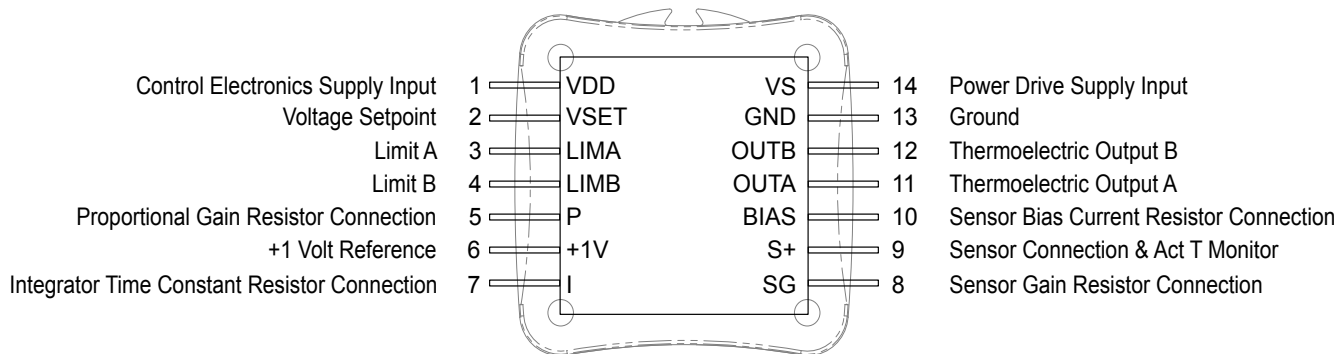 Control Electronics Supply Input 1 VDD VS 14 Power Drive Supply Input
Voltage Setpoint 2 VSET GND 13 Ground
Limit A 3 LIMA OUTB 12 Thermoelectric Output B
Limit B 4 LIMB OUTA 11 Thermoelectric Output A
Proportional Gain Resistor Connection 5 P BIAS 10 Sensor Bias Current Resistor Connection
+1 Volt Reference 6 +1V S+ 9 Sensor Connection & Act T Monitor
Integrator Time Constant Resistor Connection 7 I SG 8 Sensor Gain Resistor Connection